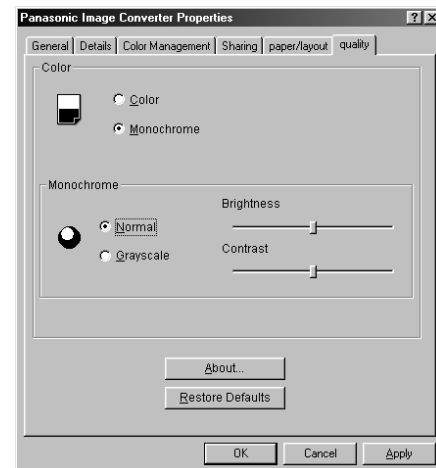 Panasonic Image Converter Properties
General Details Color Management Sharing paper/layout quality
Color
Color
Monochrome
Monochrome
Normal
Grayscale
Brightness
Contrast
About...
Restore Defaults
OK Cancel Apply